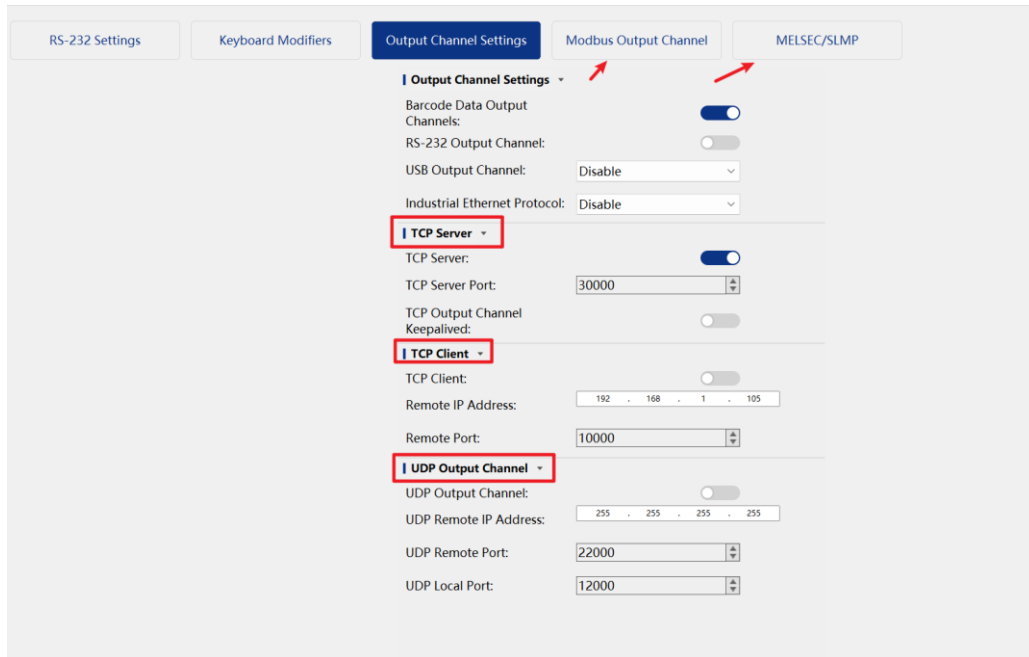 RS-232 Settings
Keyboard Modifiers
Output Channel Settings
Modbus Output Channel
MELSEC/SLMP
Output Channel Settings
Barcode Data Output
Channels:
RS-232 Output Channel:
USB Output Channel:
Disable
Industrial Ethernet Protocol:
Disable
TCP Server
TCP Server:
TCP Server Port:
30000
TCP Output Channel
Keepalived:
TCP Client
TCP Client:
Remote IP Address:
192 . 168 . 1 . 105
Remote Port:
10000
UDP Output Channel
UDP Output Channel:
UDP Remote IP Address:
255 . 255 . 255 . 255
UDP Remote Port:
22000
UDP Local Port:
12000